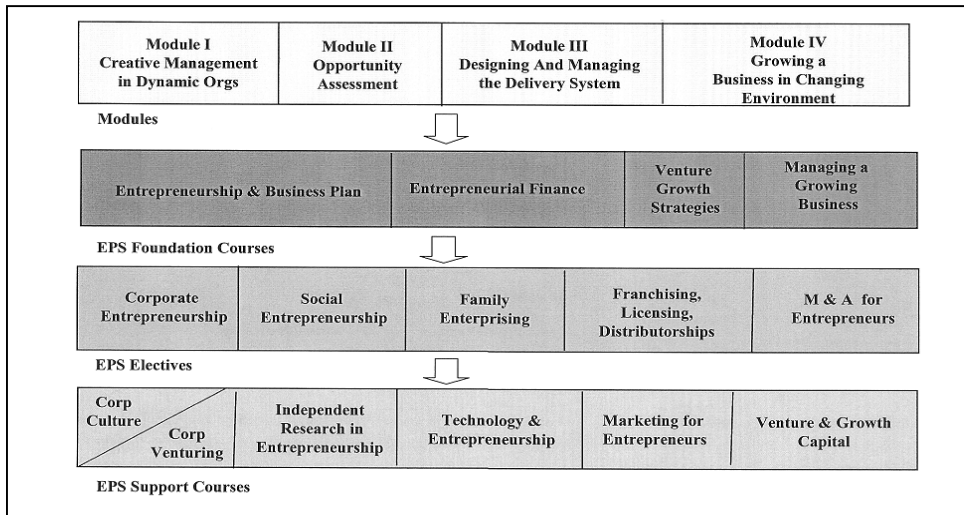 Module I
Creative Management
in Dynamic Orgs
Module II
Opportunity
Assessment
Module III
Designing And Managing
the Delivery System
Module IV
Growing a
Business in Changing
Environment
Modules
Entrepreneurship & Business Plan
Entrepreneurial Finance
Venture
Growth
Strategies
Managing a
Growing
Business
EPS Foundation Courses
Corporate
Entrepreneurship
Social
Entrepreneurship
Family
Enterprising
Franchising,
Licensing,
Distributorships
M & A for
Entrepreneurs
EPS Electives
Corp
Culture
Corp
Venturing
Independent
Research in
Entrepreneurship
Technology &
Entrepreneurship
Marketing for
Entrepreneurs
Venture & Growth
Capital
EPS Support Courses